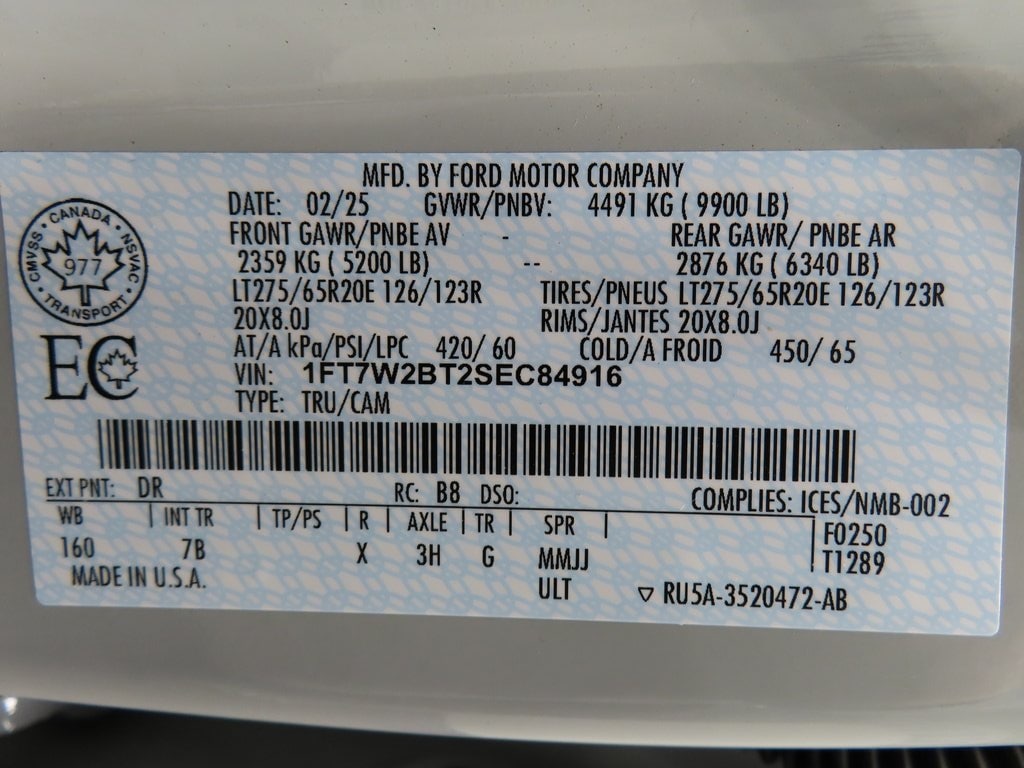 MFD. BY FORD MOTOR COMPANY
DATE: 02/25 GVWR/PNBV: 4491 KG ( 9900 LB)
FRONT GAWR/PNBE AV - REAR GAWR/ PNBE AR
2359 KG ( 5200 LB) -- 2876 KG ( 6340 LB)
LT275/65R20E 126/123R TIRES/PNEUS LT275/65R20E 126/123R
20X8.0J RIMS/JANTES 20X8.0J
AT/A kPa/PSI/LPC 420/ 60 COLD/A FROID 450/ 65
VIN: 1FT7W2BT2SEC84916
TYPE: TRU/CAM
CANADA
CMVSS 977 NSVAC
TRANSPORT
EC
EXT PNT: DR RC: B8 DSO: COMPLIES: ICES/NMB-002
WB | INT TR | TP/PS | R | AXLE | TR | SPR | F0250
160 7B X 3H G MMJJ T1289
MADE IN U.S.A. ULT ▽ RU5A-3520472-AB